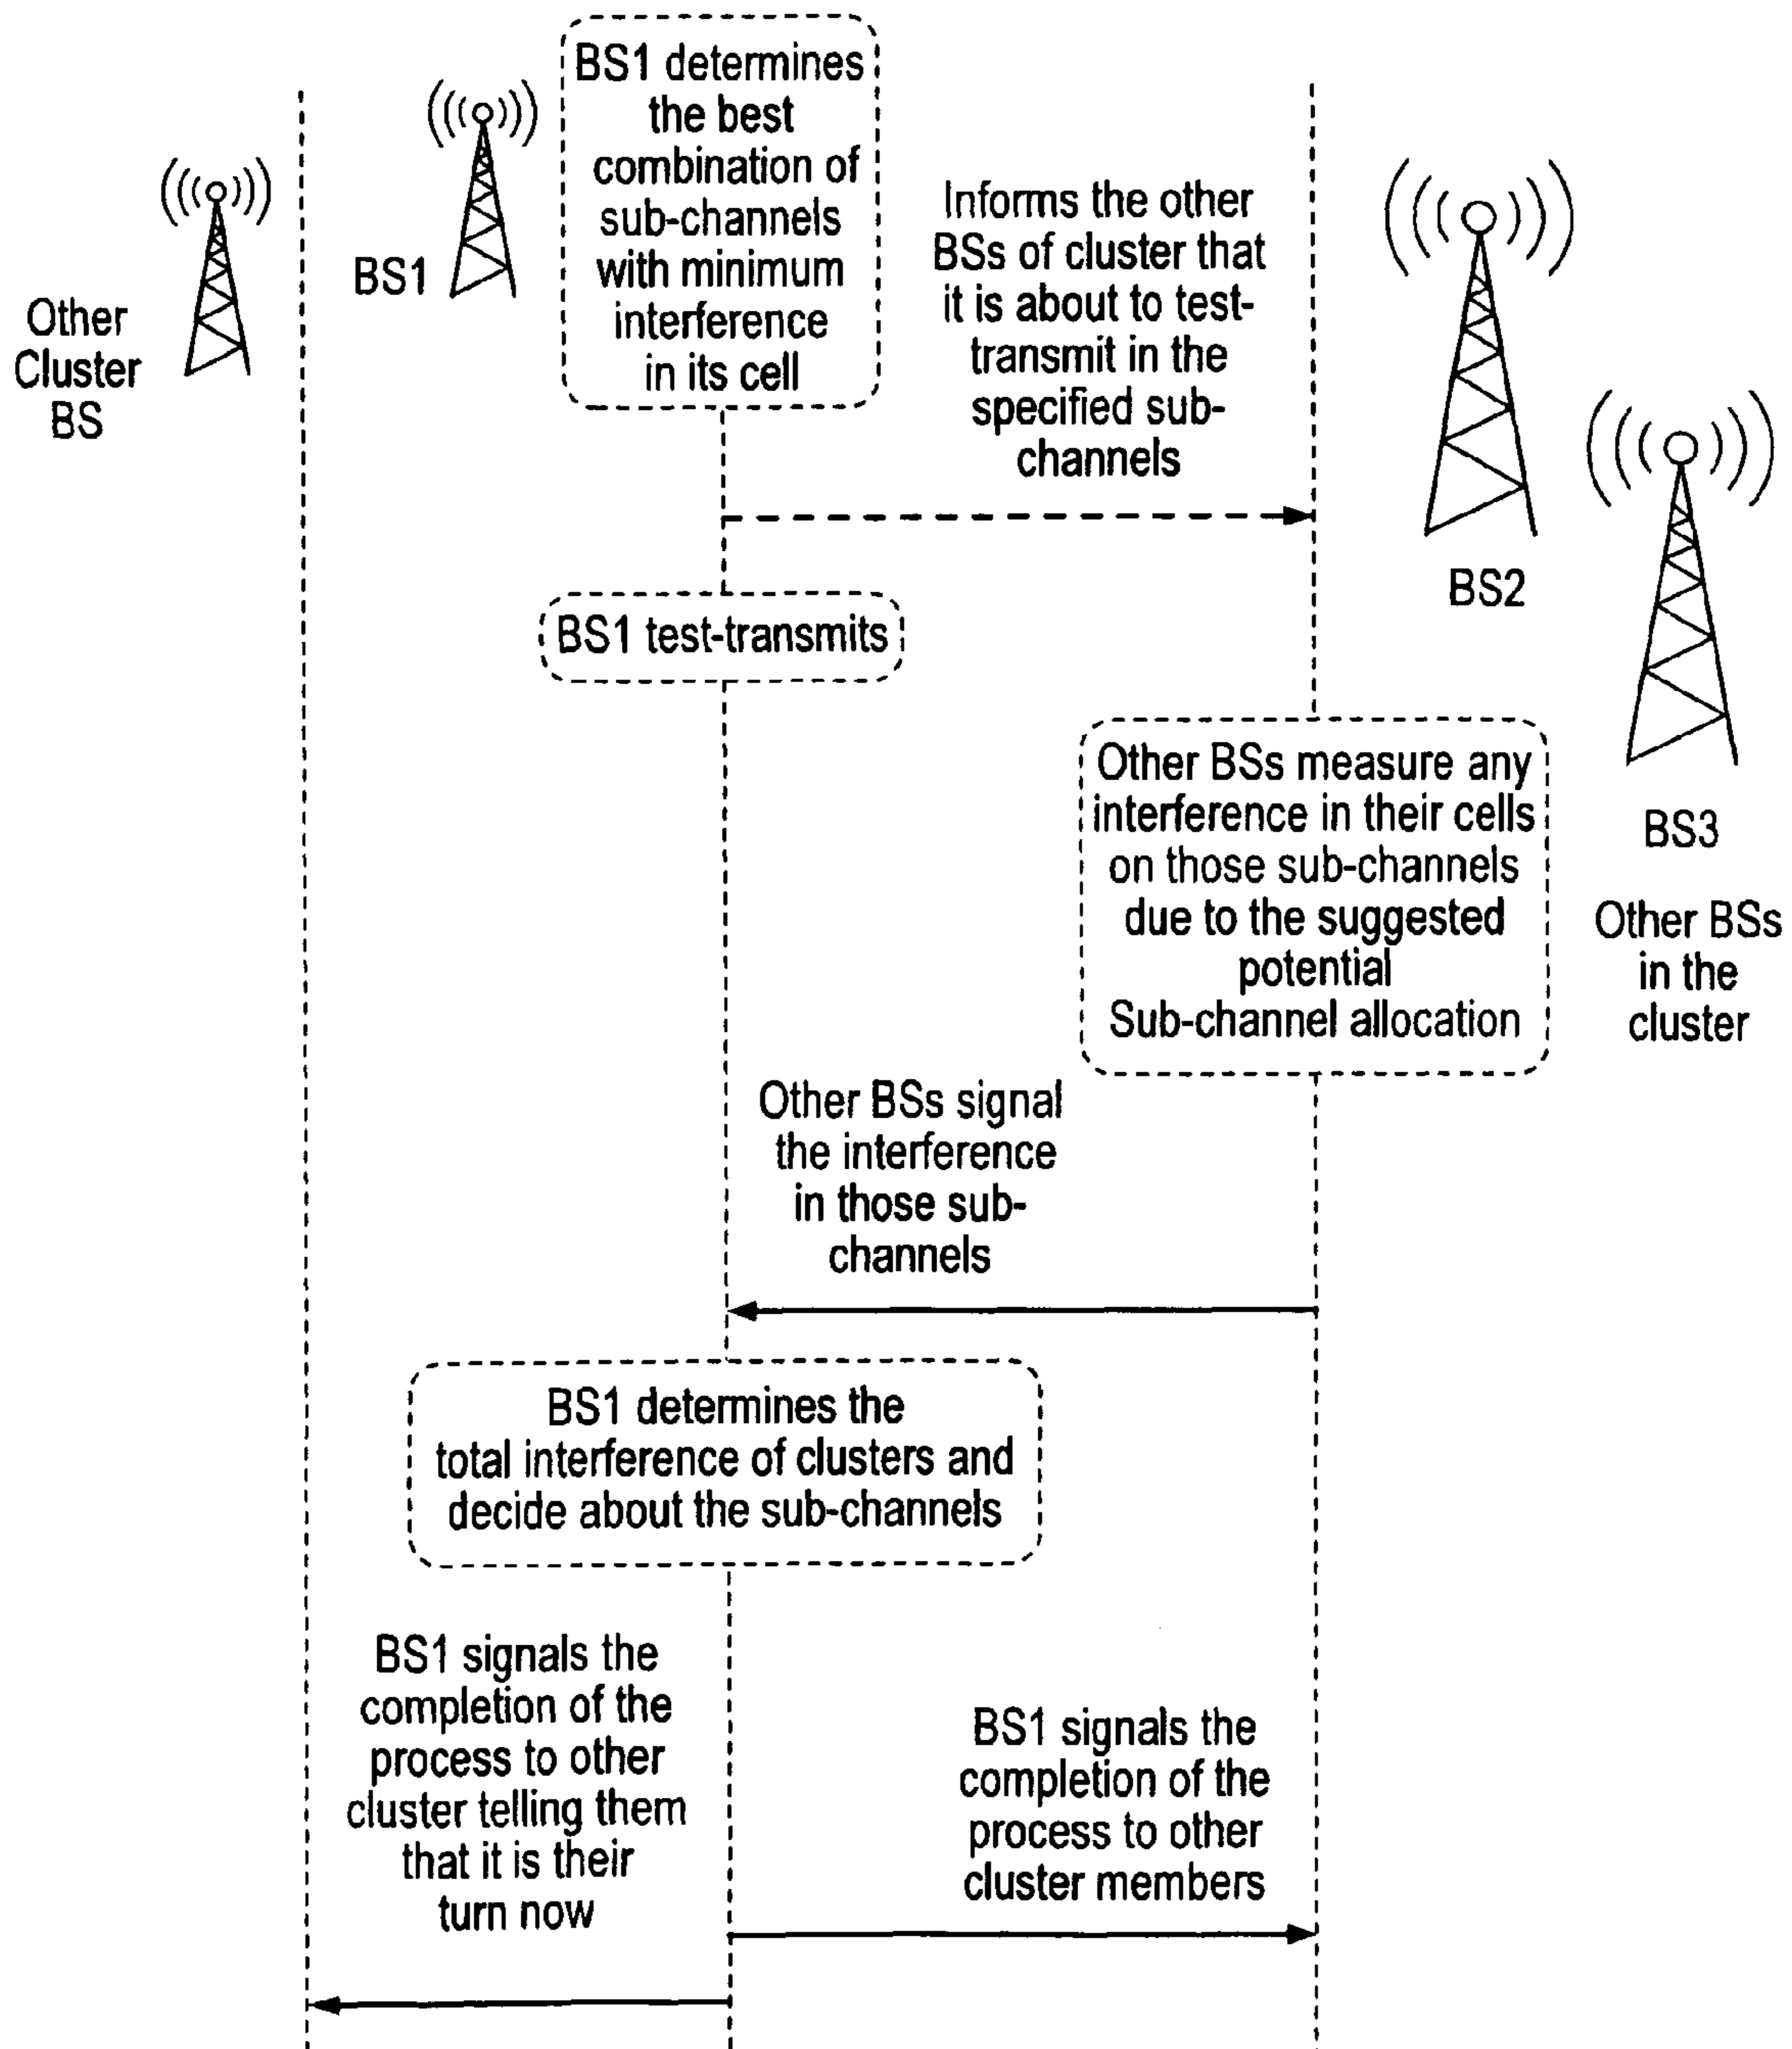 BS1 determines
the best
combination of
sub-channels
with minimum
interference
in its cell
BS1
Other
Cluster
BS
Informs the other
BSs of cluster that
it is about to test-
transmit in the
specified sub-
channels
BS2
BS1 test-transmits
BS3
Other BSs
in the
cluster
Other BSs measure any
interference in their cells
on those sub-channels
due to the suggested
potential
Sub-channel allocation
Other BSs signal
the interference
in those sub-
channels
BS1 determines the
total interference of clusters and
decide about the sub-channels
BS1 signals the
completion of the
process to other
cluster telling them
that it is their
turn now
BS1 signals the
completion of the
process to other
cluster members